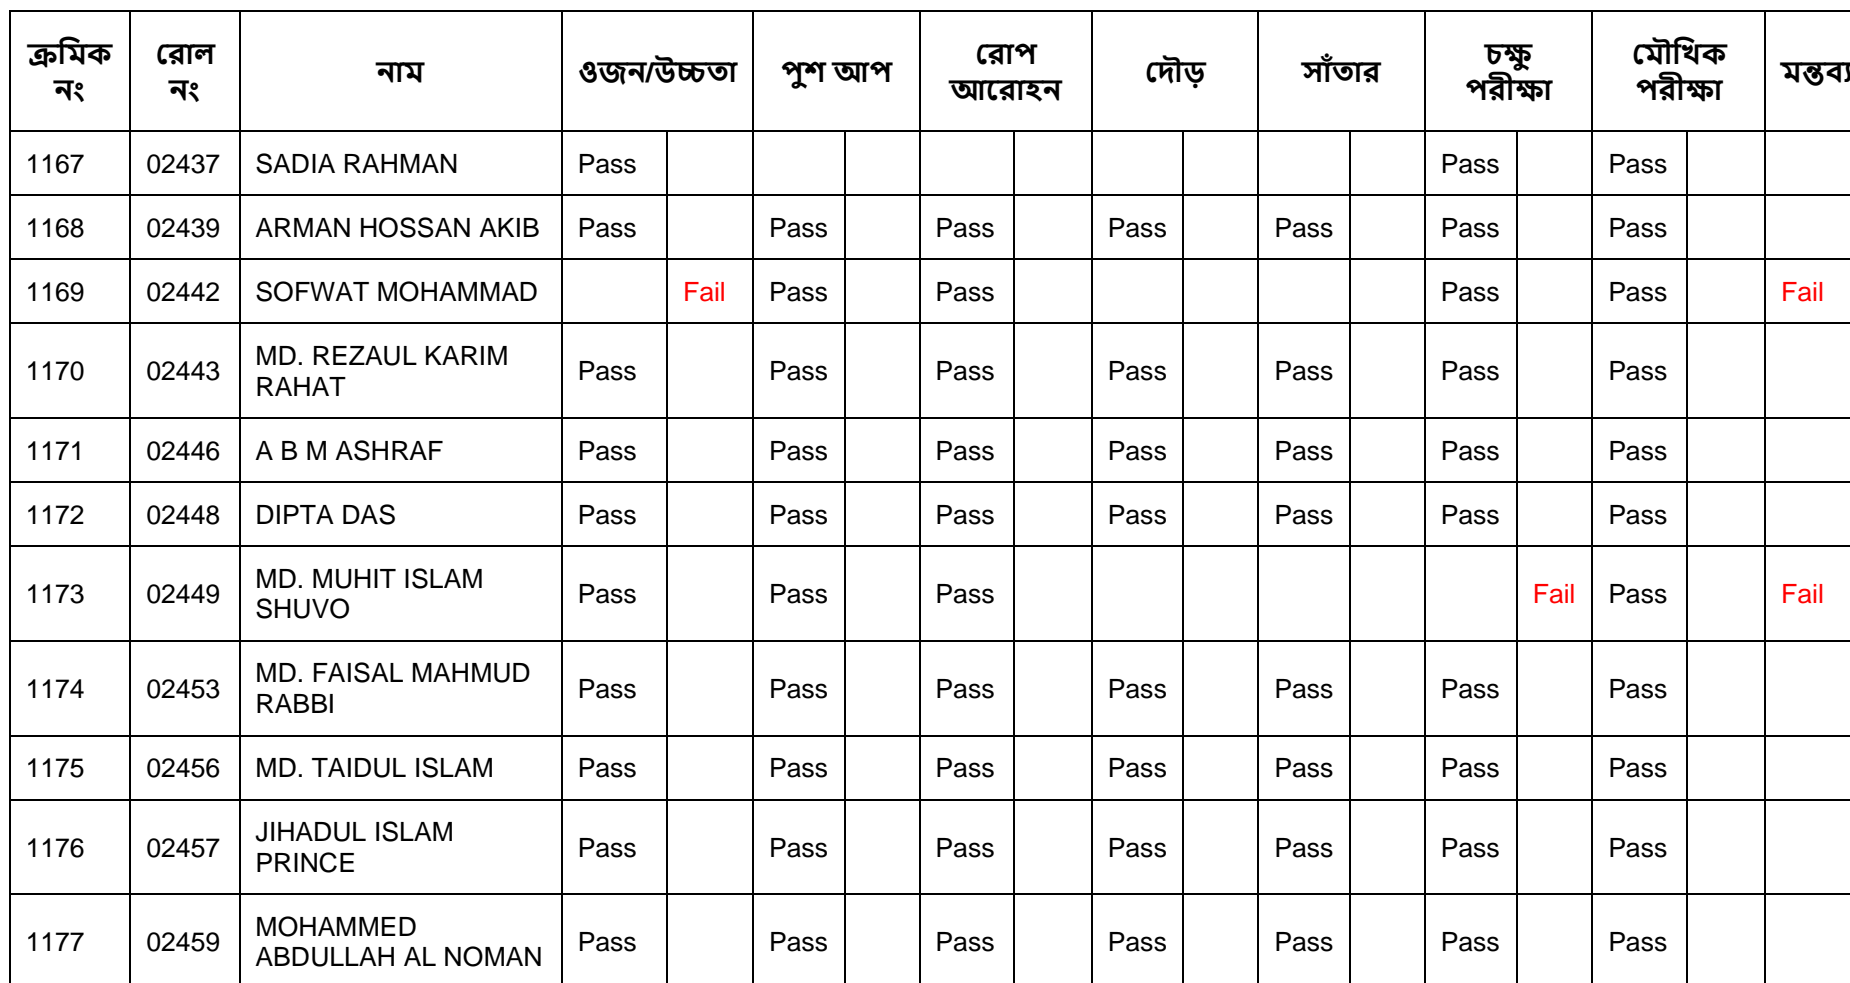 ক্রমিক নং রোল নং নাম ওজন/উচ্চতা পুশ আপ রোপ আরোহন দৌড় সাঁতার চক্ষু পরীক্ষা মৌখিক পরীক্ষা মন্তব্য
1167 02437 SADIA RAHMAN Pass Pass Pass
1168 02439 ARMAN HOSSAN AKIB Pass Pass Pass Pass Pass Pass Pass
1169 02442 SOFWAT MOHAMMAD Fail Pass Pass Pass Pass Fail
1170 02443 MD. REZAUL KARIM RAHAT Pass Pass Pass Pass Pass Pass Pass
1171 02446 A B M ASHRAF Pass Pass Pass Pass Pass Pass Pass
1172 02448 DIPTA DAS Pass Pass Pass Pass Pass Pass Pass
1173 02449 MD. MUHIT ISLAM SHUVO Pass Pass Pass Fail Pass Fail
1174 02453 MD. FAISAL MAHMUD RABBI Pass Pass Pass Pass Pass Pass Pass
1175 02456 MD. TAIDUL ISLAM Pass Pass Pass Pass Pass Pass Pass
1176 02457 JIHADUL ISLAM PRINCE Pass Pass Pass Pass Pass Pass Pass
1177 02459 MOHAMMED ABDULLAH AL NOMAN Pass Pass Pass Pass Pass Pass Pass